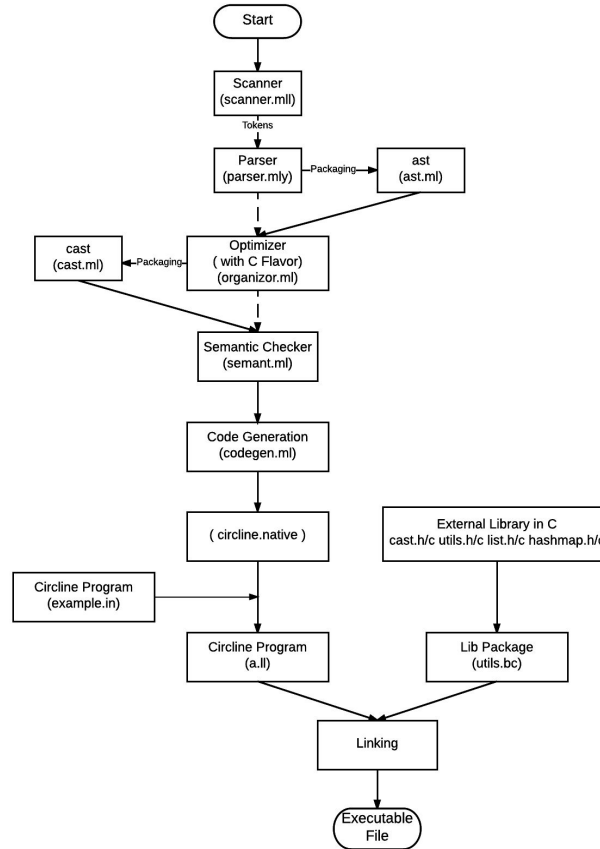 Start
Scanner
(scanner.mll)
Tokens
Parser
(parser.mly)
Packaging
ast
(ast.ml)
cast
(cast.ml)
Packaging
Optimizer
( with C Flavor)
(organizor.ml)
Semantic Checker
(semant.ml)
Code Generation
(codegen.ml)
( circline.native )
External Library in C
cast.h/c utils.h/c list.h/c hashmap.h/c
Circline Program
(example.in)
Circline Program
(a.ll)
Lib Package
(utils.bc)
Linking
Executable
File